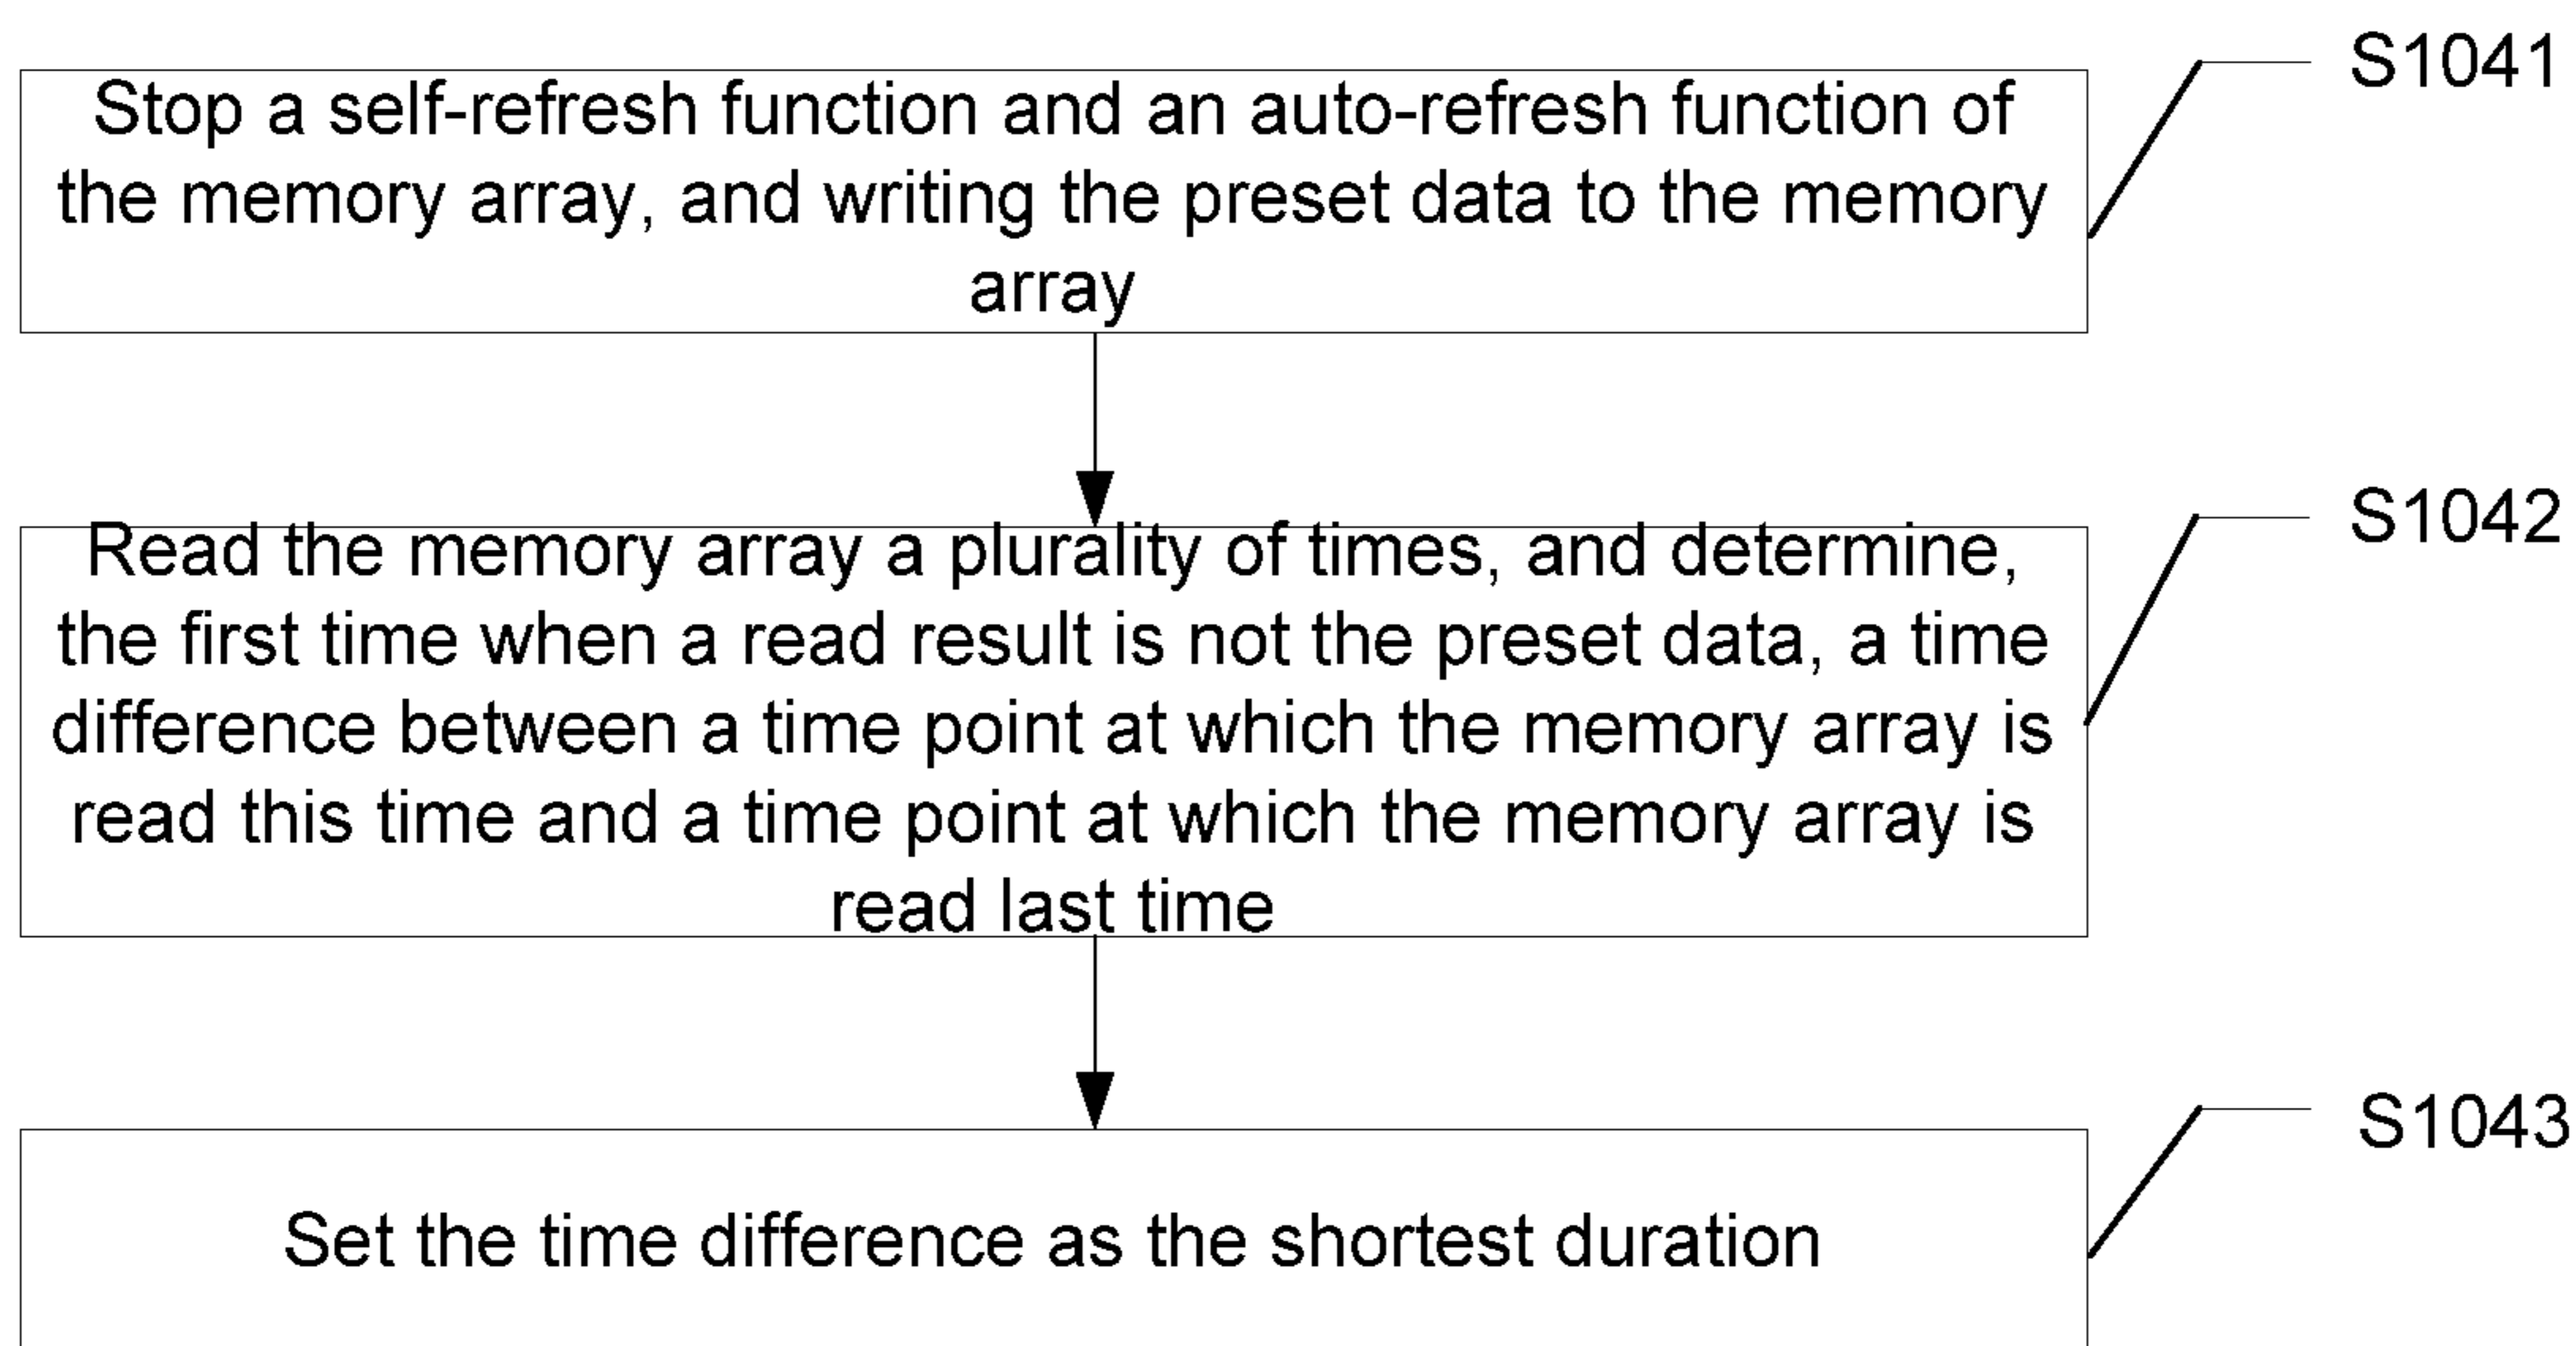 S1041
Stop a self-refresh function and an auto-refresh function of
the memory array, and writing the preset data to the memory
array
S1042
Read the memory array a plurality of times, and determine,
the first time when a read result is not the preset data, a time
difference between a time point at which the memory array is
read this time and a time point at which the memory array is
read last time
S1043
Set the time difference as the shortest duration